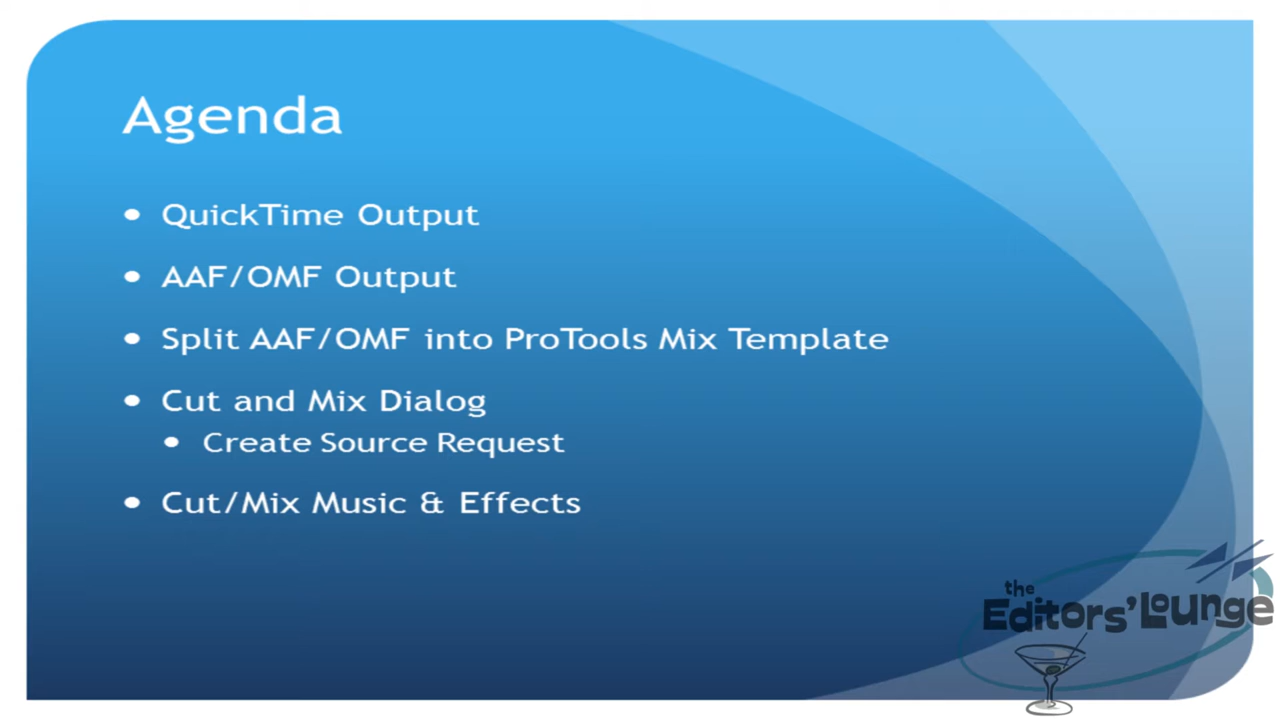 Agenda
• QuickTime Output
• AAF/OMF Output
• Split AAF/OMF into ProTools Mix Template
• Cut and Mix Dialog
• Create Source Request
• Cut/Mix Music & Effects
the
Editors' Lounge